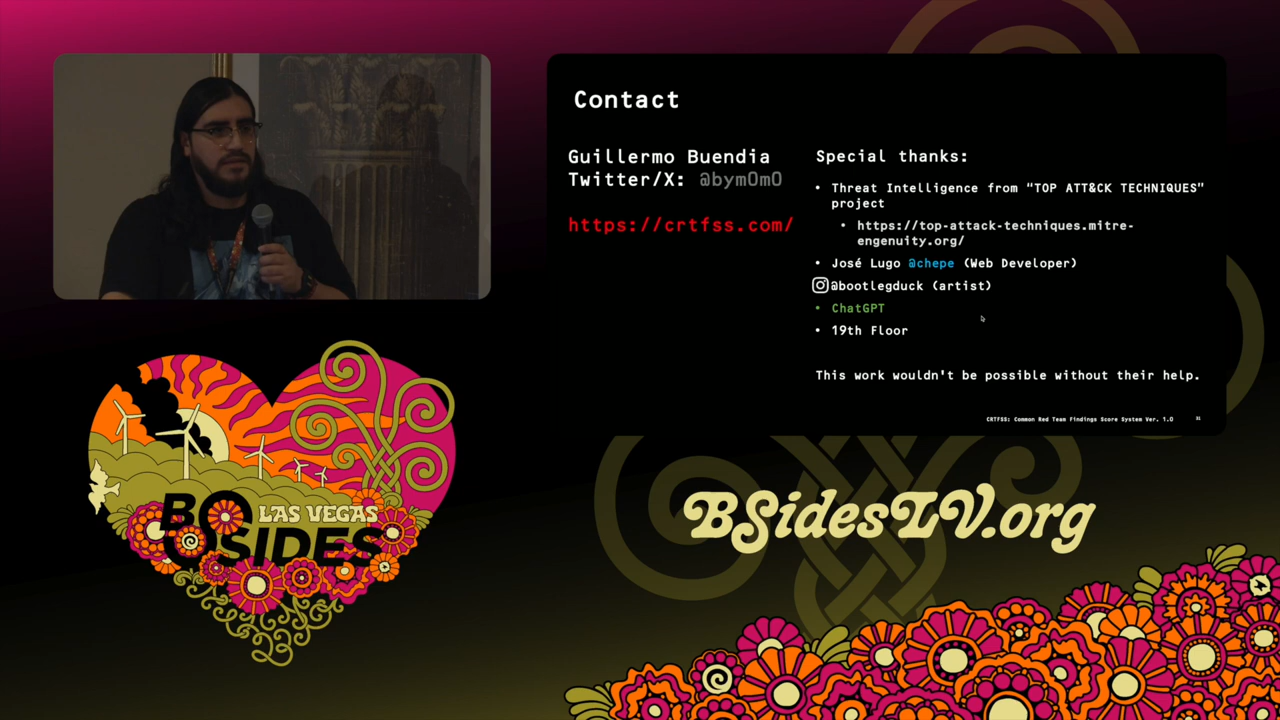 Contact
Guillermo Buendia
Twitter/X: @bym0m0
https://crtfss.com/
Special thanks:
• Threat Intelligence from “TOP ATT&CK TECHNIQUES”
project
• https://top-attack-techniques.mitre-
engenuity.org/
• José Lugo @chepe (Web Developer)
@bootlegduck (artist)
• ChatGPT
• 19th Floor
This work wouldn't be possible without their help.
CRTFSS: Common Red Team Findings Score System Ver. 1.0
31
LAS VEGAS
BSIDES
23
BSidesLV.org